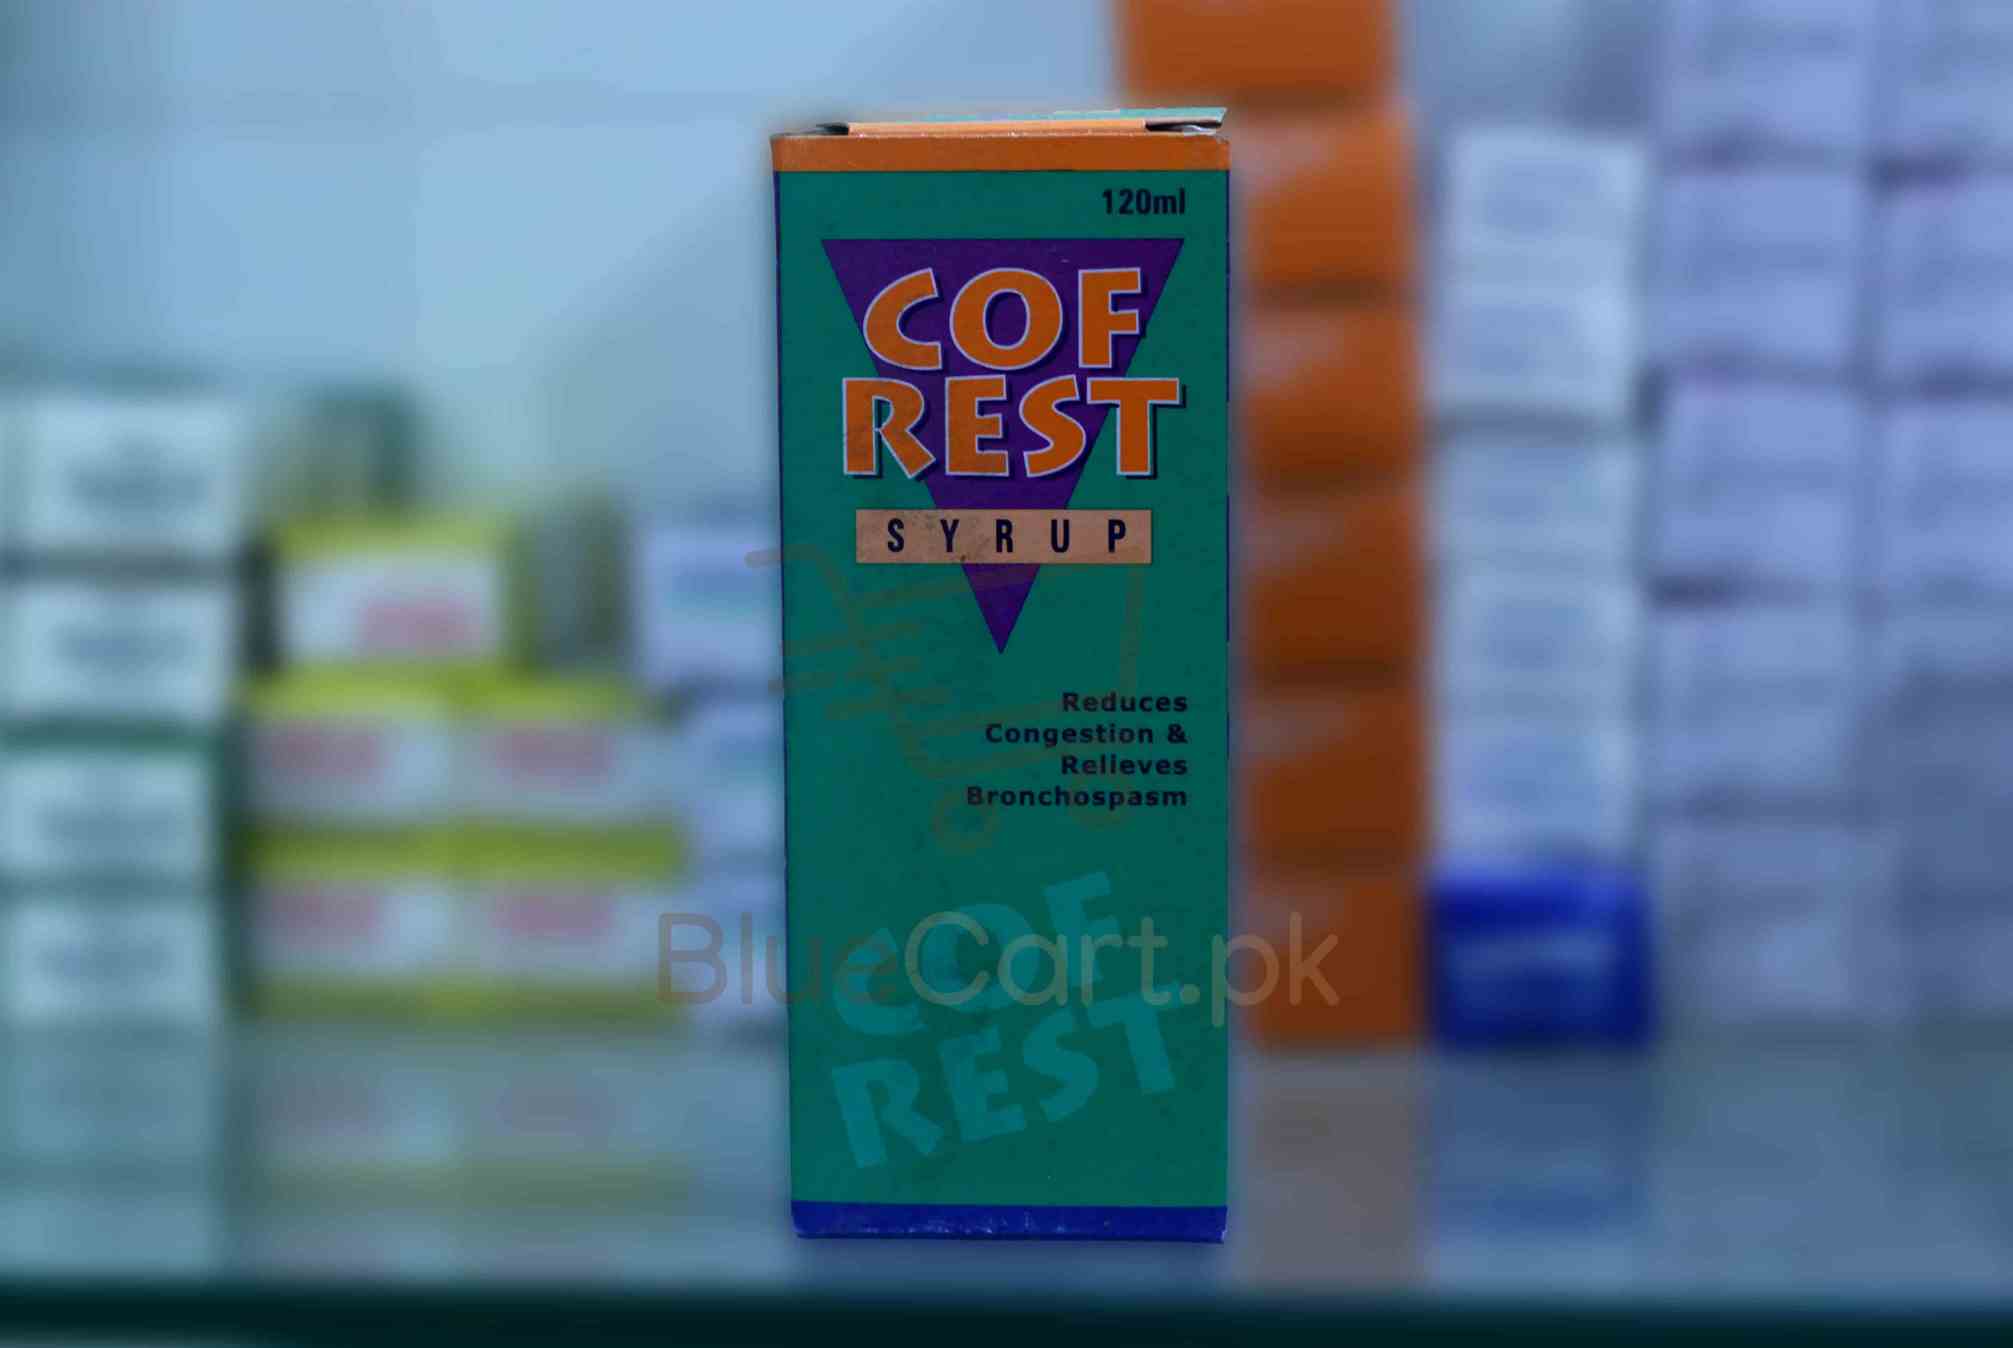 120ml
COF
REST
SYRUP
Reduces
Congestion &
Relieves
Bronchospasm
COF
REST
BlueCart.pk